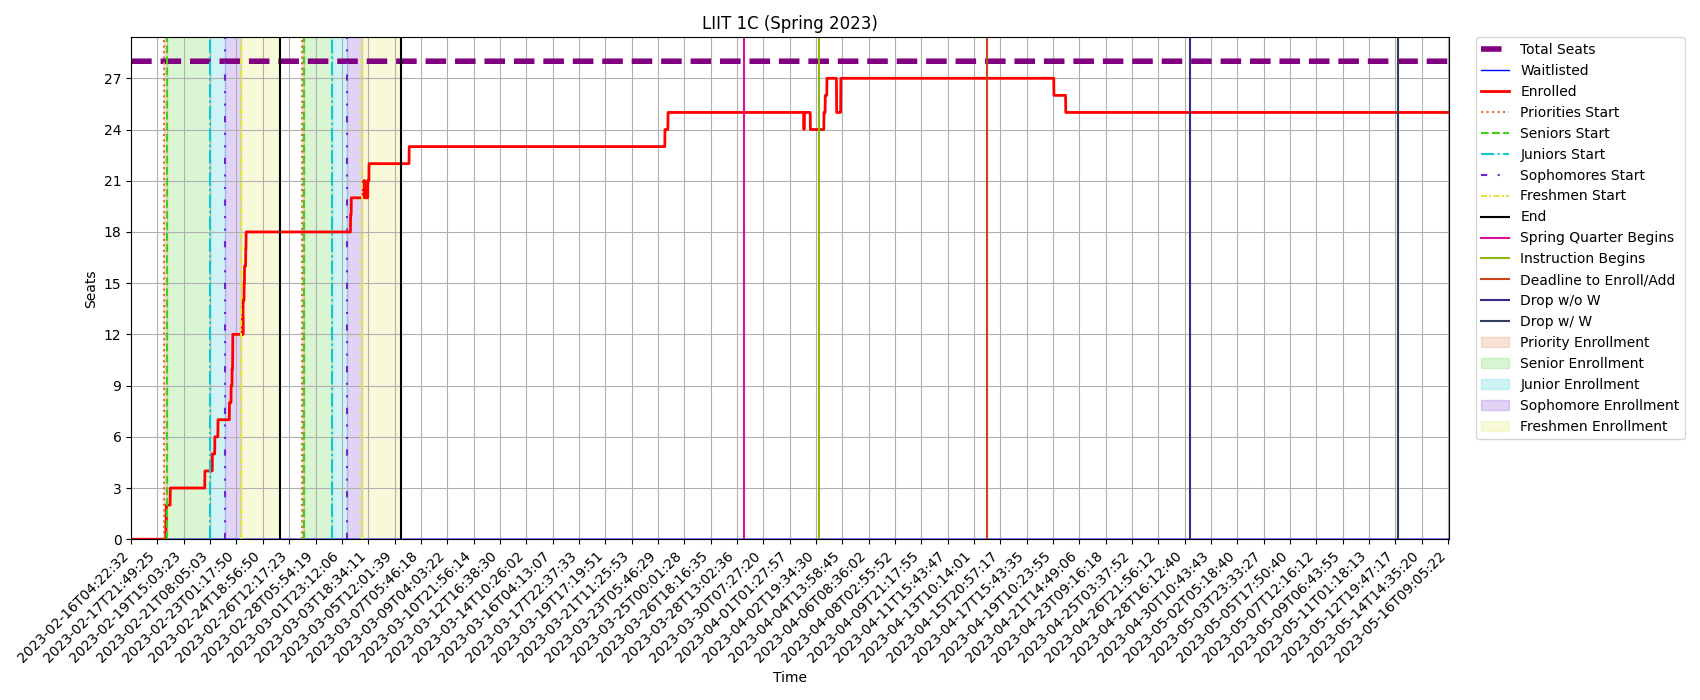 LIIT 1C (Spring 2023)
Seats
27
24
21
18
15
12
9
6
3
0
2023-02-16T04:22:32
2023-02-17T21:49:25
2023-02-19T15:03:23
2023-02-21T08:05:03
2023-02-23T01:17:50
2023-02-24T18:56:50
2023-02-26T12:17:23
2023-02-28T05:54:19
2023-03-01T23:12:06
2023-03-03T18:34:11
2023-03-05T12:01:39
2023-03-07T05:46:18
2023-03-09T04:03:22
2023-03-10T21:56:14
2023-03-12T16:38:30
2023-03-14T10:26:02
2023-03-16T04:13:07
2023-03-17T22:37:33
2023-03-19T17:19:51
2023-03-21T11:25:53
2023-03-23T05:46:29
2023-03-25T00:01:28
2023-03-26T18:16:35
2023-03-28T13:02:36
2023-03-30T07:27:20
2023-04-01T01:27:57
2023-04-02T19:34:30
2023-04-04T13:58:45
2023-04-06T08:36:02
2023-04-08T02:55:52
2023-04-09T21:17:55
2023-04-11T15:43:47
2023-04-13T10:14:01
2023-04-15T20:57:17
2023-04-17T15:43:35
2023-04-19T10:23:55
2023-04-21T14:49:06
2023-04-23T09:16:18
2023-04-25T03:37:52
2023-04-26T21:56:12
2023-04-28T16:12:40
2023-04-30T10:43:43
2023-05-02T05:18:40
2023-05-03T23:33:27
2023-05-05T17:50:40
2023-05-07T12:16:12
2023-05-09T06:43:55
2023-05-11T01:18:13
2023-05-12T19:47:17
2023-05-14T14:35:20
2023-05-16T09:05:22
Time
Total Seats
Waitlisted
Enrolled
Priorities Start
Seniors Start
Juniors Start
Sophomores Start
Freshmen Start
End
Spring Quarter Begins
Instruction Begins
Deadline to Enroll/Add
Drop w/o W
Drop w/ W
Priority Enrollment
Senior Enrollment
Junior Enrollment
Sophomore Enrollment
Freshmen Enrollment